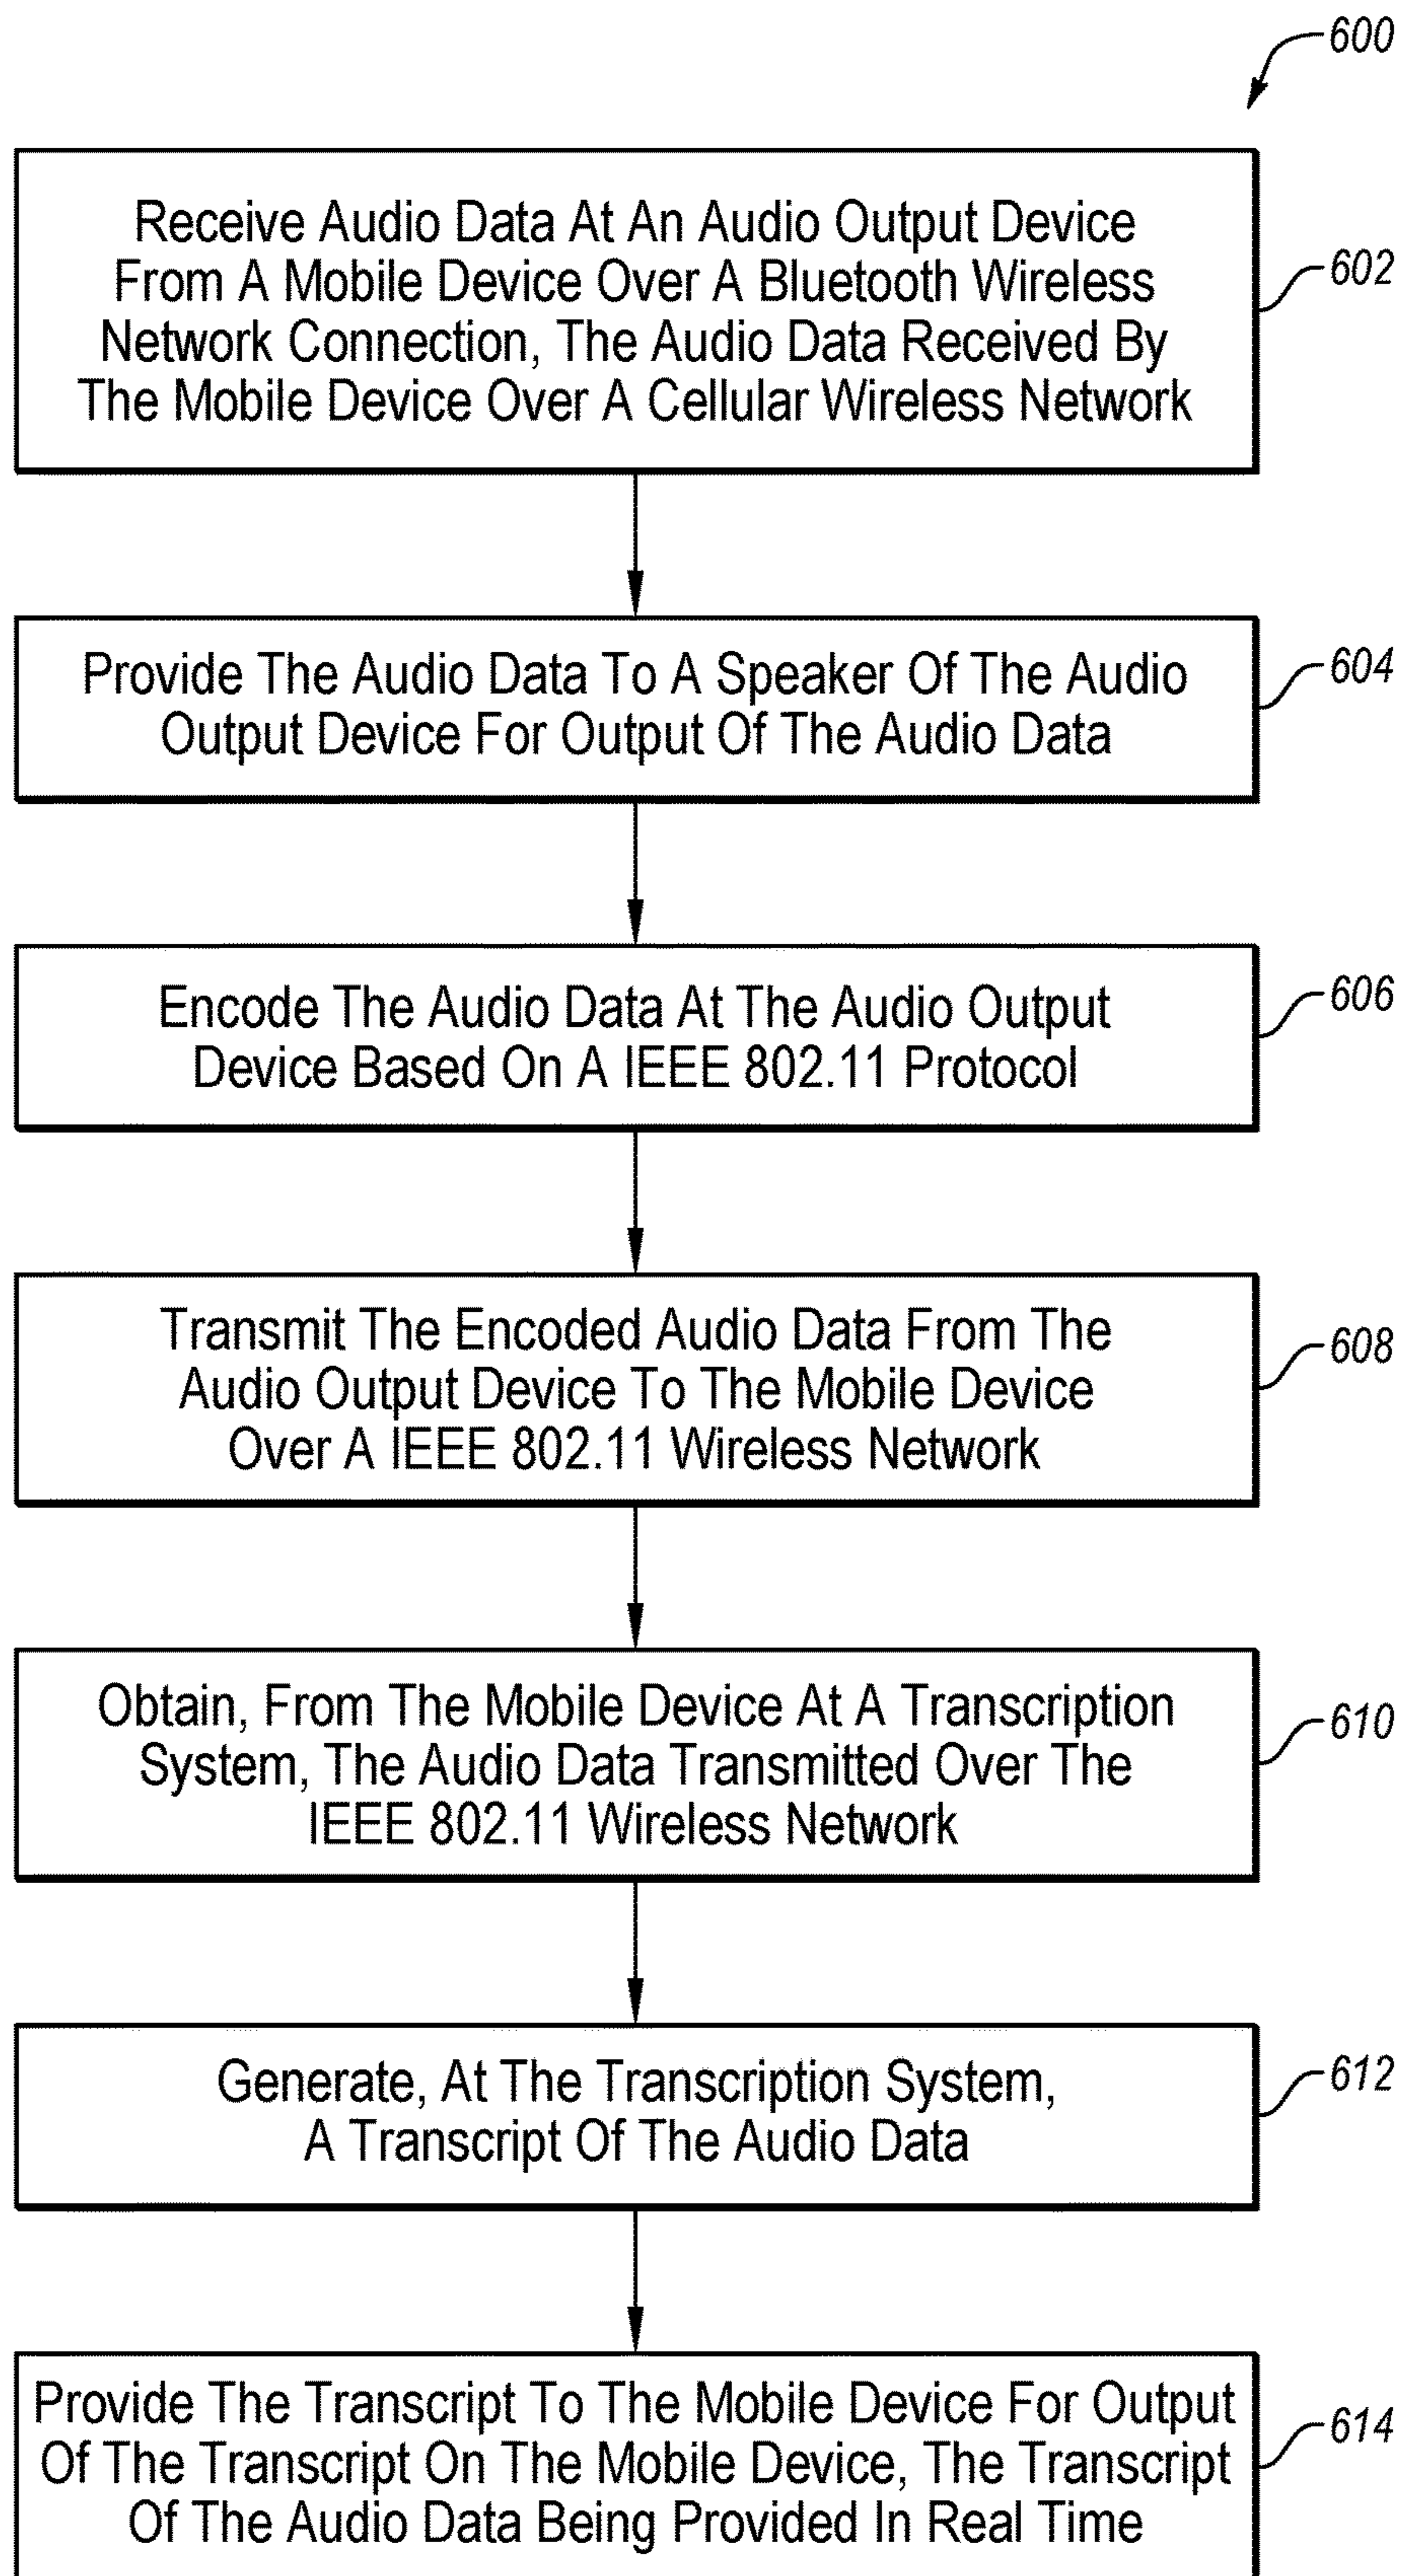 600
Receive Audio Data At An Audio Output Device
From A Mobile Device Over A Bluetooth Wireless
Network Connection, The Audio Data Received By
The Mobile Device Over A Cellular Wireless Network
602
Provide The Audio Data To A Speaker Of The Audio
Output Device For Output Of The Audio Data
604
Encode The Audio Data At The Audio Output
Device Based On A IEEE 802.11 Protocol
606
Transmit The Encoded Audio Data From The
Audio Output Device To The Mobile Device
Over A IEEE 802.11 Wireless Network
608
Obtain, From The Mobile Device At A Transcription
System, The Audio Data Transmitted Over The
IEEE 802.11 Wireless Network
610
Generate, At The Transcription System,
A Transcript Of The Audio Data
612
Provide The Transcript To The Mobile Device For Output
Of The Transcript On The Mobile Device, The Transcript
Of The Audio Data Being Provided In Real Time
614